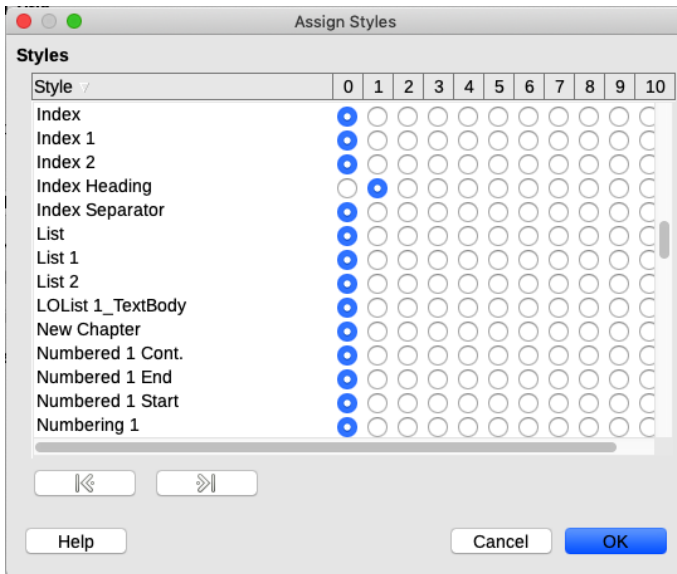 Assign Styles
Styles
Style 0 1 2 3 4 5 6 7 8 9 10
Index
Index 1
Index 2
Index Heading
Index Separator
List
List 1
List 2
LOList 1_TextBody
New Chapter
Numbered 1 Cont.
Numbered 1 End
Numbered 1 Start
Numbering 1
Help Cancel OK